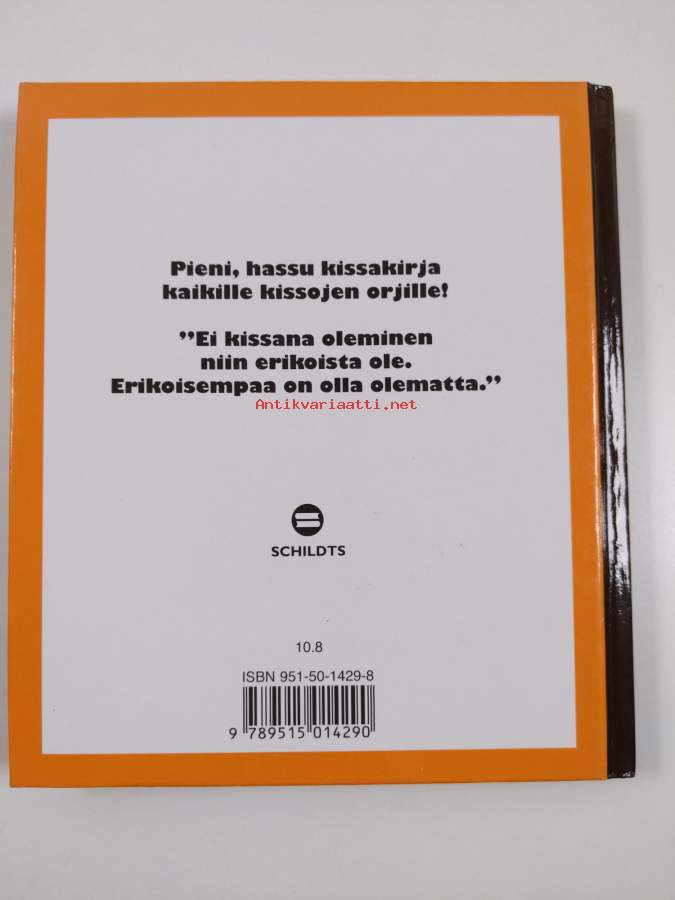 Pieni, hassu kissakirja
kaikille kissojen orjille!
”Ei kissana oleminen
niin erikoista ole.
Erikoisempaa on olla olematta.”
Antikvariaatti.net
SCHILDTS
10.8
ISBN 951-50-1429-8
9 789515 014290